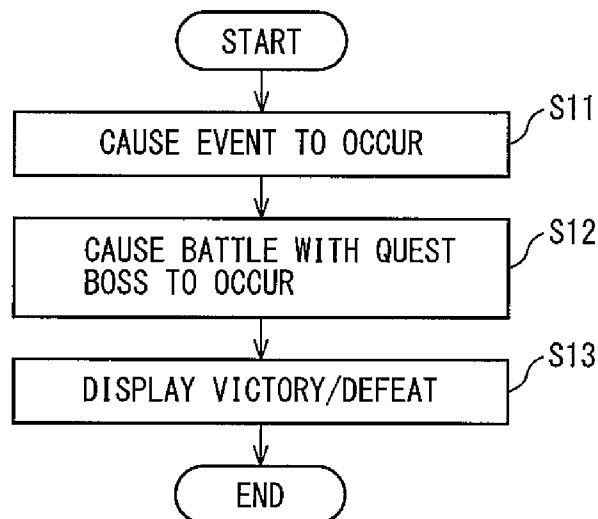 START
CAUSE EVENT TO OCCUR
S11
CAUSE BATTLE WITH QUEST
BOSS TO OCCUR
S12
DISPLAY VICTORY/DEFEAT
S13
END